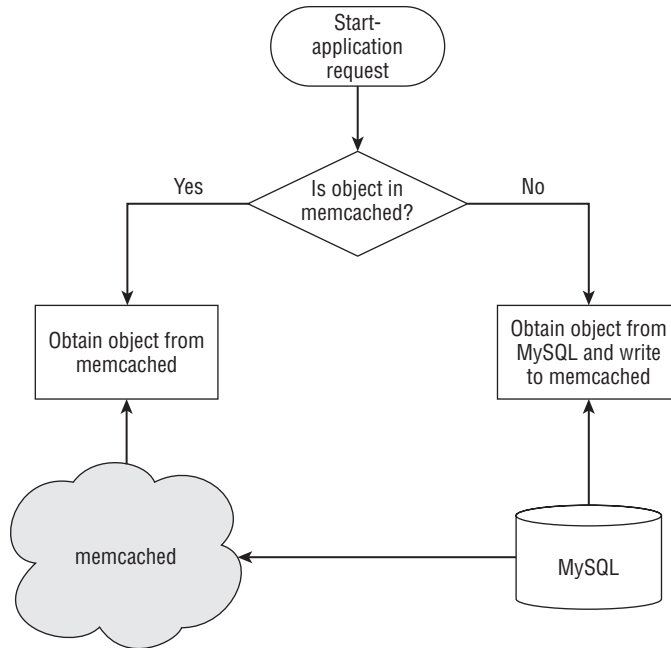 Start-
application
request
Is object in
memcached?
Yes
No
Obtain object from
memcached
Obtain object from
MySQL and write
to memcached
memcached
MySQL